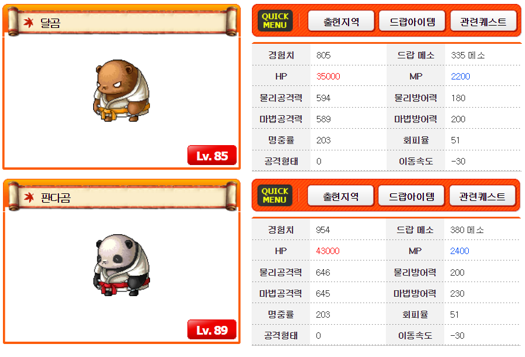 달곰
Lv. 85
QUICK MENU 출현지역 드랍아이템 관련퀘스트
경험치 805 드랍 메소 335 메소
HP 35000 MP 2200
물리공격력 594 물리방어력 180
마법공격력 589 마법방어력 200
명중률 203 회피율 51
공격형태 0 이동속도 -30
판다곰
Lv. 89
QUICK MENU 출현지역 드랍아이템 관련퀘스트
경험치 954 드랍 메소 380 메소
HP 43000 MP 2400
물리공격력 646 물리방어력 200
마법공격력 645 마법방어력 230
명중률 203 회피율 51
공격형태 0 이동속도 -30